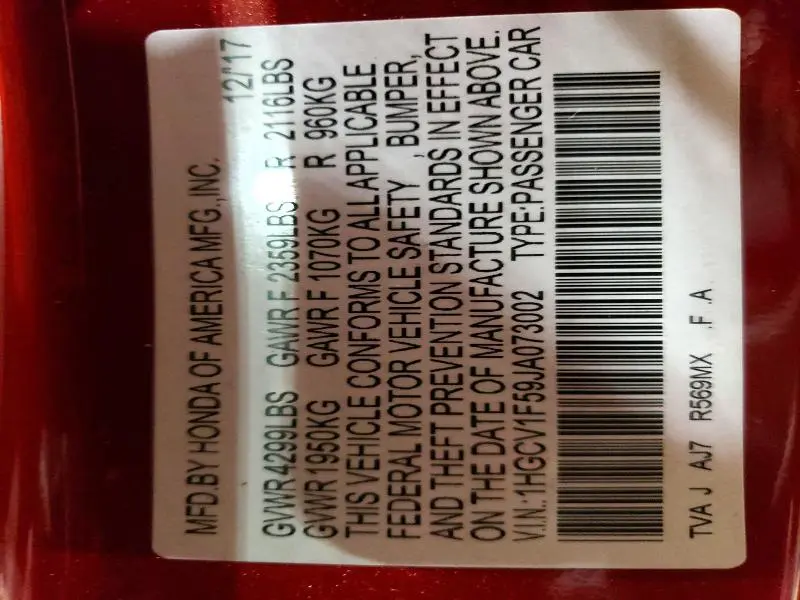 MFD.BY HONDA OF AMERICA MFG.,INC. 12/'17
GVWR 4299LBS GAWR F 2359LBS R 2116LBS
GVWR 1950KG GAWR F 1070KG R 960KG
THIS VEHICLE CONFORMS TO ALL APPLICABLE
FEDERAL MOTOR VEHICLE SAFETY , BUMPER,
AND THEFT PREVENTION STANDARDS IN EFFECT
ON THE DATE OF MANUFACTURE SHOWN ABOVE.
V.I.N.:1HGCV1F59JA073002 TYPE:PASSENGER CAR
TVA J AJ7 R569MX .F .A